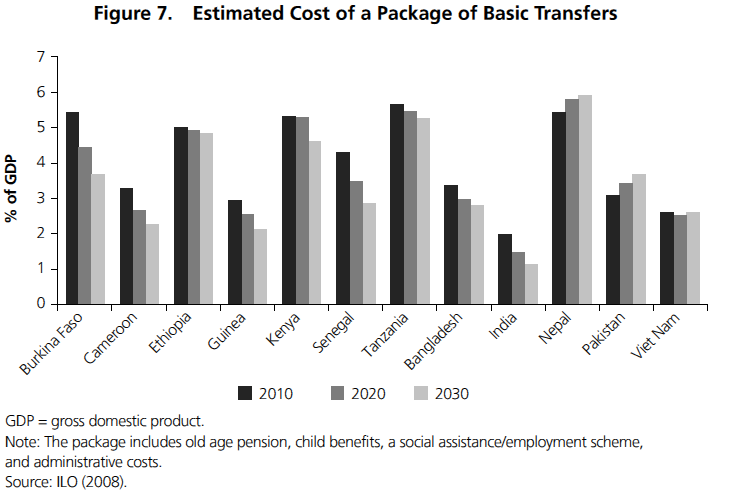 Figure 7. Estimated Cost of a Package of Basic Transfers
7
6
5
4
3
2
1
0
% of GDP
Burkina Faso
Cameroon
Ethiopia
Guinea
Kenya
Senegal
Tanzania
Bangladesh
India
Nepal
Pakistan
Viet Nam
2010 2020 2030
GDP = gross domestic product.
Note: The package includes old age pension, child benefits, a social assistance/employment scheme,
and administrative costs.
Source: ILO (2008).